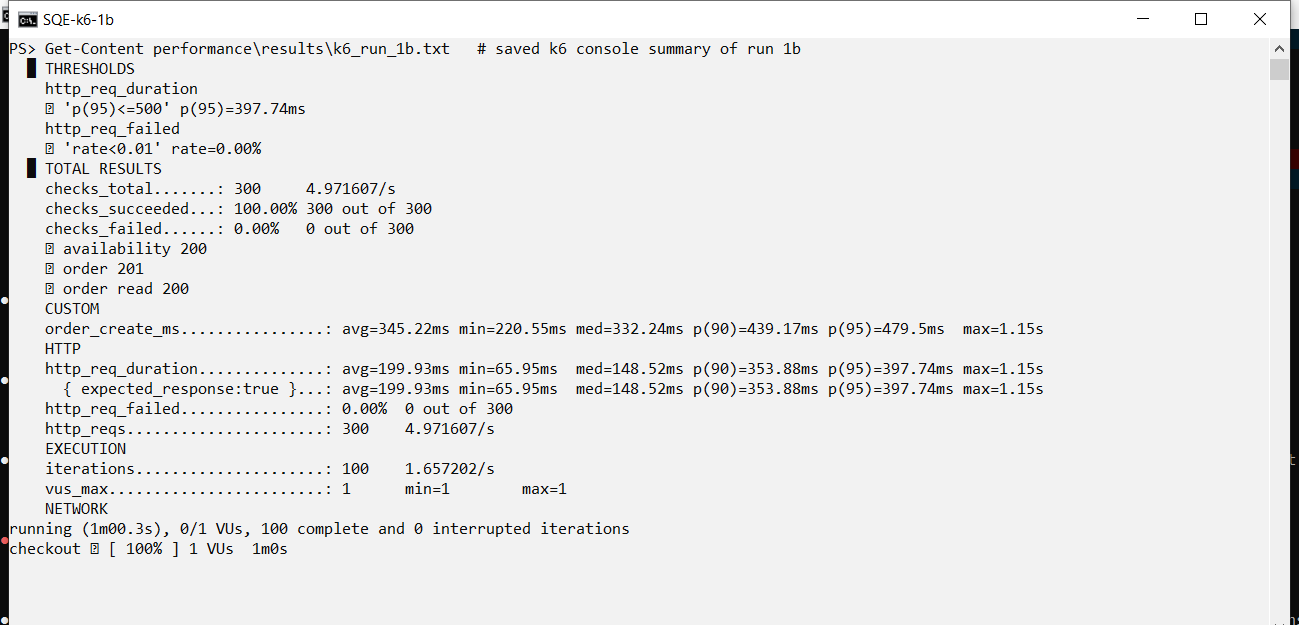 SQE-k6-1b
PS> Get-Content performance\results\k6_run_1b.txt   # saved k6 console summary of run 1b
█ THRESHOLDS
http_req_duration
⍰ 'p(95)<=500' p(95)=397.74ms
http_req_failed
⍰ 'rate<0.01' rate=0.00%
█ TOTAL RESULTS
checks_total.......: 300     4.971607/s
checks_succeeded...: 100.00% 300 out of 300
checks_failed......: 0.00%   0 out of 300
⍰ availability 200
⍰ order 201
⍰ order read 200
CUSTOM
order_create_ms................: avg=345.22ms min=220.55ms med=332.24ms p(90)=439.17ms p(95)=479.5ms  max=1.15s
HTTP
http_req_duration..............: avg=199.93ms min=65.95ms  med=148.52ms p(90)=353.88ms p(95)=397.74ms max=1.15s
{ expected_response:true }...: avg=199.93ms min=65.95ms  med=148.52ms p(90)=353.88ms p(95)=397.74ms max=1.15s
http_req_failed................: 0.00%  0 out of 300
http_reqs......................: 300    4.971607/s
EXECUTION
iterations.....................: 100    1.657202/s
vus_max........................: 1      min=1        max=1
NETWORK
running (1m00.3s), 0/1 VUs, 100 complete and 0 interrupted iterations
checkout ⍰ [ 100% ] 1 VUs  1m0s